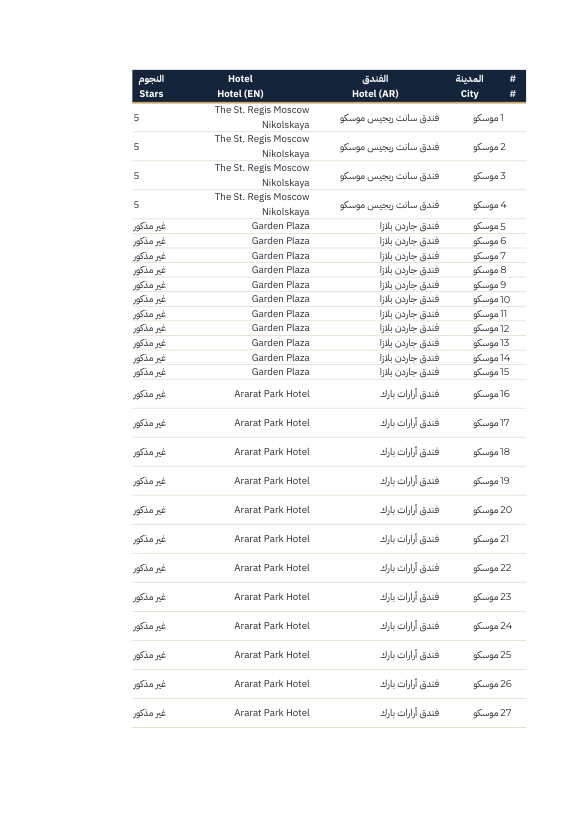 # المدينة الفندق Hotel النجوم
# City Hotel (AR) Hotel (EN) Stars
1 موسكو فندق سانت ريجيس موسكو The St. Regis Moscow Nikolskaya 5
2 موسكو فندق سانت ريجيس موسكو The St. Regis Moscow Nikolskaya 5
3 موسكو فندق سانت ريجيس موسكو The St. Regis Moscow Nikolskaya 5
4 موسكو فندق سانت ريجيس موسكو The St. Regis Moscow Nikolskaya 5
5 موسكو فندق جاردن بلازا Garden Plaza غير مذكور
6 موسكو فندق جاردن بلازا Garden Plaza غير مذكور
7 موسكو فندق جاردن بلازا Garden Plaza غير مذكور
8 موسكو فندق جاردن بلازا Garden Plaza غير مذكور
9 موسكو فندق جاردن بلازا Garden Plaza غير مذكور
10 موسكو فندق جاردن بلازا Garden Plaza غير مذكور
11 موسكو فندق جاردن بلازا Garden Plaza غير مذكور
12 موسكو فندق جاردن بلازا Garden Plaza غير مذكور
13 موسكو فندق جاردن بلازا Garden Plaza غير مذكور
14 موسكو فندق جاردن بلازا Garden Plaza غير مذكور
15 موسكو فندق جاردن بلازا Garden Plaza غير مذكور
16 موسكو فندق أرارات بارك Ararat Park Hotel غير مذكور
17 موسكو فندق أرارات بارك Ararat Park Hotel غير مذكور
18 موسكو فندق أرارات بارك Ararat Park Hotel غير مذكور
19 موسكو فندق أرارات بارك Ararat Park Hotel غير مذكور
20 موسكو فندق أرارات بارك Ararat Park Hotel غير مذكور
21 موسكو فندق أرارات بارك Ararat Park Hotel غير مذكور
22 موسكو فندق أرارات بارك Ararat Park Hotel غير مذكور
23 موسكو فندق أرارات بارك Ararat Park Hotel غير مذكور
24 موسكو فندق أرارات بارك Ararat Park Hotel غير مذكور
25 موسكو فندق أرارات بارك Ararat Park Hotel غير مذكور
26 موسكو فندق أرارات بارك Ararat Park Hotel غير مذكور
27 موسكو فندق أرارات بارك Ararat Park Hotel غير مذكور